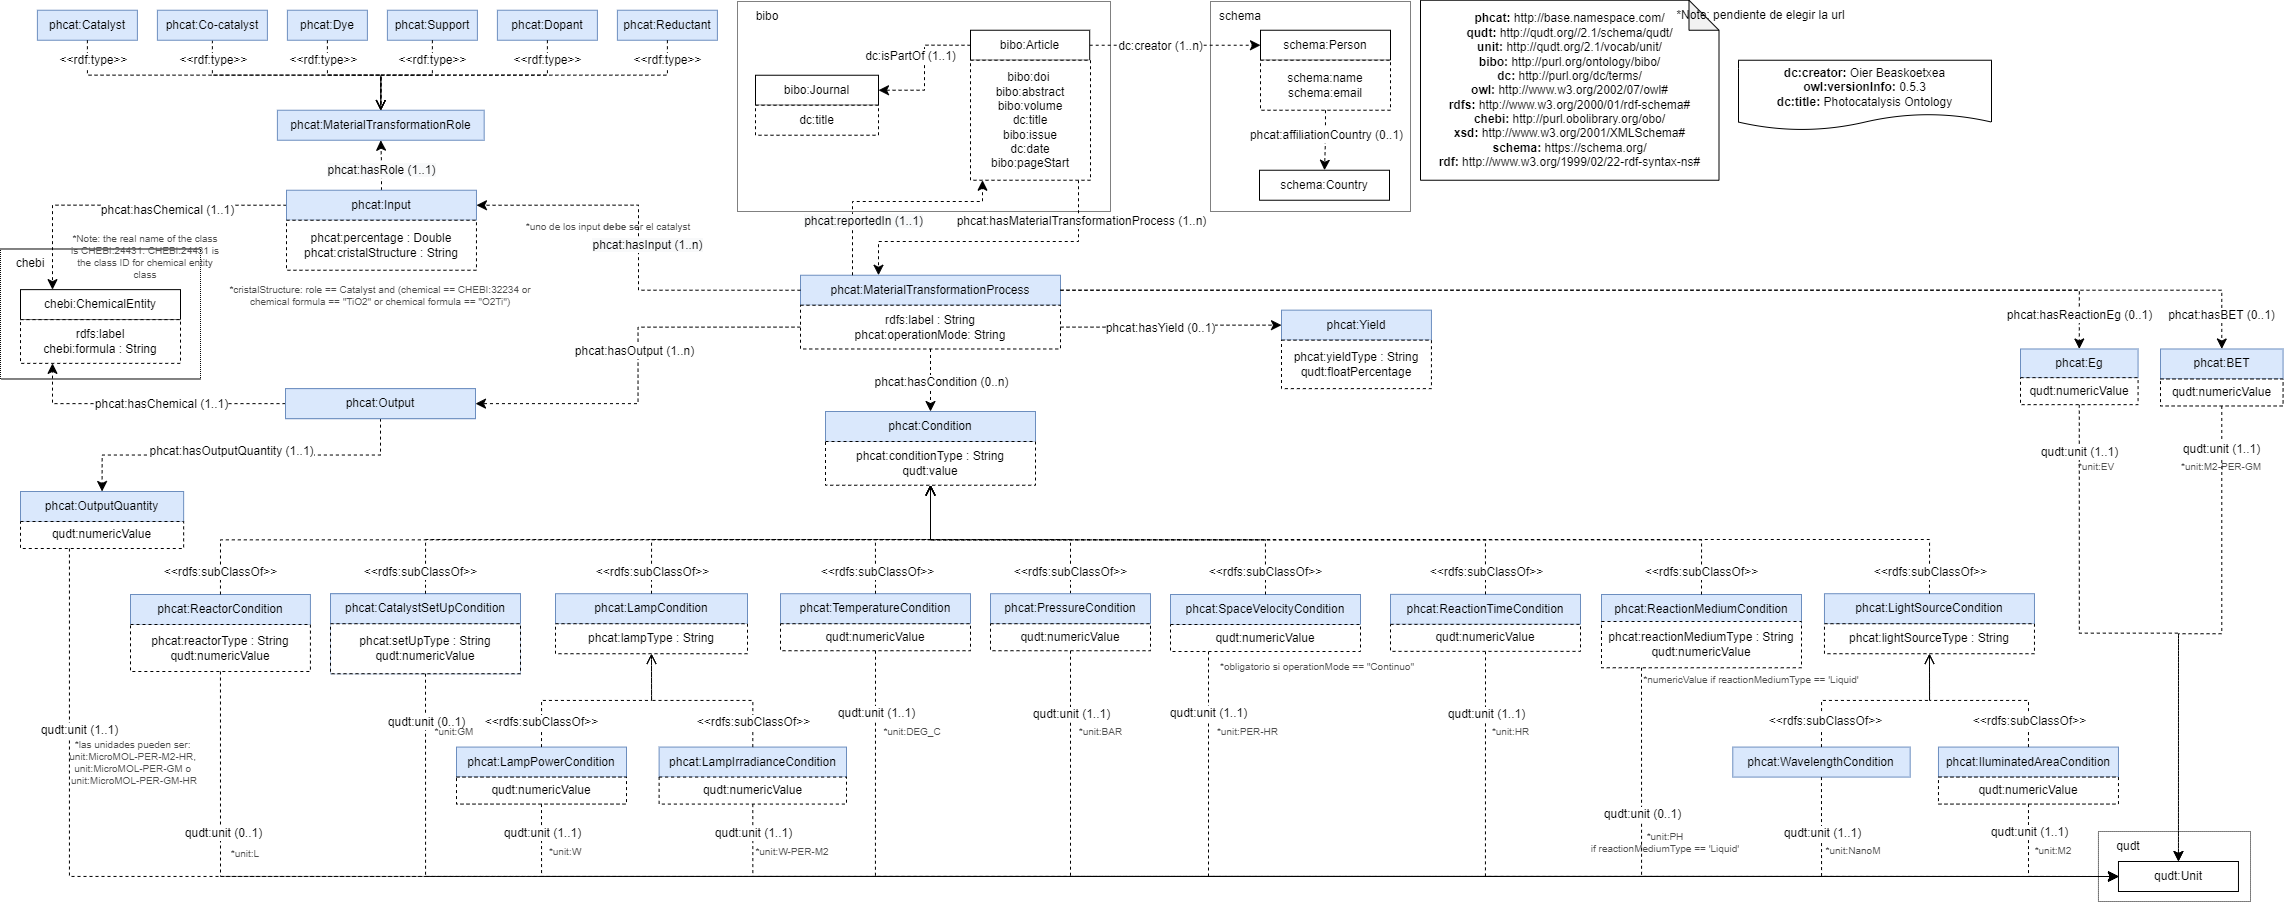 phcat:Catalyst
phcat:Co-catalyst
phcat:Dye
phcat:Support
phcat:Dopant
phcat:Reductant
<<rdf:type>>
<<rdf:type>>
<<rdf:type>>
<<rdf:type>>
<<rdf:type>>
<<rdf:type>>
phcat:MaterialTransformationRole
phcat:hasRole (1..1)
phcat:Input
phcat:percentage : Double
phcat:cristalStructure : String
phcat:hasChemical (1..1)
*Note: the real name of the class
is CHEBI:24431. CHEBI:24431 is
the class ID for chemical entity
class
*cristalStructure: role == Catalyst and (chemical == CHEBI:32234 or
chemical formula == "TiO2" or chemical formula == "O2Ti")
chebi
chebi:ChemicalEntity
rdfs:label
chebi:formula : String
phcat:hasChemical (1..1)
phcat:Output
phcat:hasOutputQuantity (1..1)
phcat:OutputQuantity
qudt:numericValue
bibo
bibo:Article
bibo:doi
bibo:abstract
bibo:volume
dc:title
bibo:issue
dc:date
bibo:pageStart
dc:isPartOf (1..1)
bibo:Journal
dc:title
dc:creator (1..n)
schema
schema:Person
schema:name
schema:email
phcat:affiliationCountry (0..1)
schema:Country
phcat: http://base.namespace.com/
*Note: pendiente de elegir la url
qudt: http://qudt.org//2.1/schema/qudt/
unit: http://qudt.org/2.1/vocab/unit/
bibo: http://purl.org/ontology/bibo/
dc: http://purl.org/dc/terms/
owl: http://www.w3.org/2002/07/owl#
rdfs: http://www.w3.org/2000/01/rdf-schema#
chebi: http://purl.obolibrary.org/obo/
xsd: http://www.w3.org/2001/XMLSchema#
schema: https://schema.org/
rdf: http://www.w3.org/1999/02/22-rdf-syntax-ns#
dc:creator: Oier Beaskoetxea
owl:versionInfo: 0.5.3
dc:title: Photocatalysis Ontology
phcat:reportedIn (1..1)
phcat:hasMaterialTransformationProcess (1..n)
*uno de los input debe ser el catalyst
phcat:hasInput (1..n)
phcat:MaterialTransformationProcess
rdfs:label : String
phcat:operationMode: String
phcat:hasOutput (1..n)
phcat:hasYield (0..1)
phcat:Yield
phcat:yieldType : String
qudt:floatPercentage
phcat:hasCondition (0..n)
phcat:Condition
phcat:conditionType : String
qudt:value
phcat:hasReactionEg (0..1)
phcat:hasBET (0..1)
phcat:Eg
qudt:numericValue
phcat:BET
qudt:numericValue
qudt:unit (1..1)
*unit:EV
qudt:unit (1..1)
*unit:M2-PER-GM
<<rdfs:subClassOf>>
<<rdfs:subClassOf>>
<<rdfs:subClassOf>>
<<rdfs:subClassOf>>
<<rdfs:subClassOf>>
<<rdfs:subClassOf>>
<<rdfs:subClassOf>>
<<rdfs:subClassOf>>
<<rdfs:subClassOf>>
phcat:ReactorCondition
phcat:reactorType : String
qudt:numericValue
phcat:CatalystSetUpCondition
phcat:setUpType : String
qudt:numericValue
phcat:LampCondition
phcat:lampType : String
phcat:TemperatureCondition
qudt:numericValue
phcat:PressureCondition
qudt:numericValue
phcat:SpaceVelocityCondition
qudt:numericValue
*obligatorio si operationMode == "Continuo"
phcat:ReactionTimeCondition
qudt:numericValue
phcat:ReactionMediumCondition
phcat:reactionMediumType : String
qudt:numericValue
*numericValue if reactionMediumType == 'Liquid'
phcat:LightSourceCondition
phcat:lightSourceType : String
qudt:unit (1..1)
*las unidades pueden ser:
unit:MicroMOL-PER-M2-HR,
unit:MicroMOL-PER-GM o
unit:MicroMOL-PER-GM-HR
qudt:unit (0..1)
*unit:L
qudt:unit (0..1)
*unit:GM
<<rdfs:subClassOf>>
<<rdfs:subClassOf>>
phcat:LampPowerCondition
qudt:numericValue
phcat:LampIrradianceCondition
qudt:numericValue
qudt:unit (1..1)
*unit:W
qudt:unit (1..1)
*unit:W-PER-M2
qudt:unit (1..1)
*unit:DEG_C
qudt:unit (1..1)
*unit:BAR
qudt:unit (1..1)
*unit:PER-HR
qudt:unit (1..1)
*unit:HR
qudt:unit (0..1)
*unit:PH
if reactionMediumType == 'Liquid'
<<rdfs:subClassOf>>
<<rdfs:subClassOf>>
phcat:WavelengthCondition
phcat:IluminatedAreaCondition
qudt:numericValue
qudt:unit (1..1)
*unit:NanoM
qudt:unit (1..1)
*unit:M2
qudt
qudt:Unit